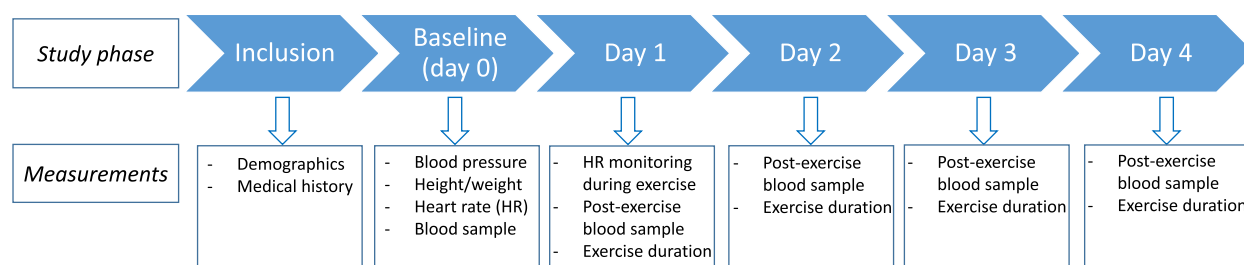 Study phase
Inclusion
Baseline
(day 0)
Day 1
Day 2
Day 3
Day 4
Measurements
- Demographics
- Medical history
- Blood pressure
- Height/weight
- Heart rate (HR)
- Blood sample
- HR monitoring
during exercise
- Post-exercise
blood sample
- Exercise duration
- Post-exercise
blood sample
- Exercise duration
- Post-exercise
blood sample
- Exercise duration
- Post-exercise
blood sample
- Exercise duration